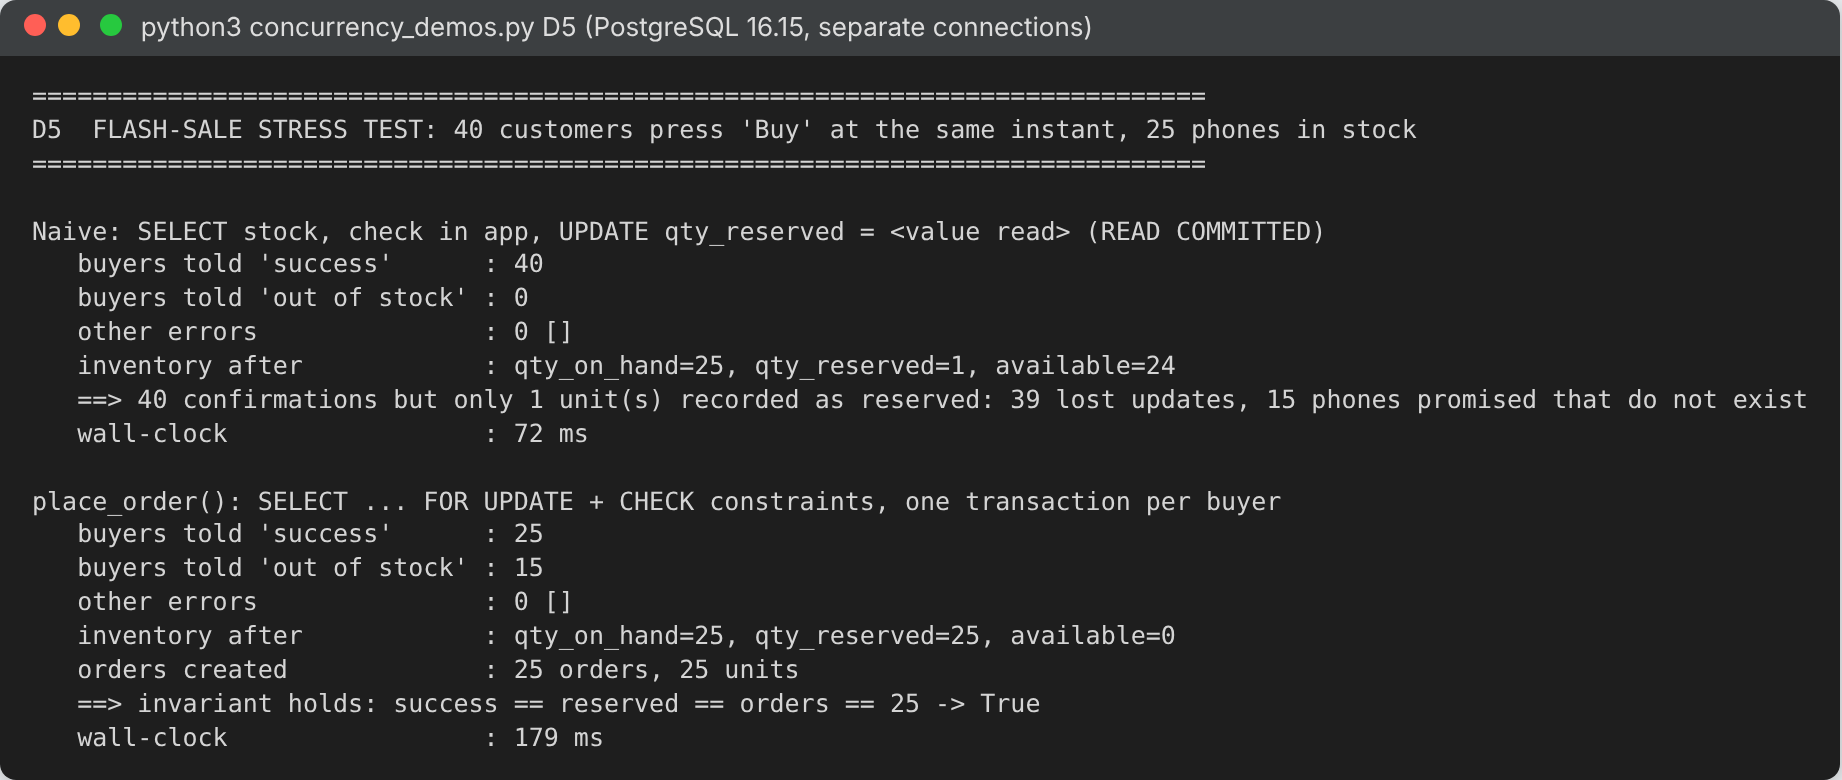 python3 concurrency_demos.py D5 (PostgreSQL 16.15, separate connections)
==============================================================================
D5  FLASH-SALE STRESS TEST: 40 customers press 'Buy' at the same instant, 25 phones in stock
==============================================================================
Naive: SELECT stock, check in app, UPDATE qty_reserved = <value read> (READ COMMITTED)
   buyers told 'success'      : 40
   buyers told 'out of stock' : 0
   other errors               : 0 []
   inventory after            : qty_on_hand=25, qty_reserved=1, available=24
   ==> 40 confirmations but only 1 unit(s) recorded as reserved: 39 lost updates, 15 phones promised that do not exist
   wall-clock                 : 72 ms
place_order(): SELECT ... FOR UPDATE + CHECK constraints, one transaction per buyer
   buyers told 'success'      : 25
   buyers told 'out of stock' : 15
   other errors               : 0 []
   inventory after            : qty_on_hand=25, qty_reserved=25, available=0
   orders created             : 25 orders, 25 units
   ==> invariant holds: success == reserved == orders == 25 -> True
   wall-clock                 : 179 ms